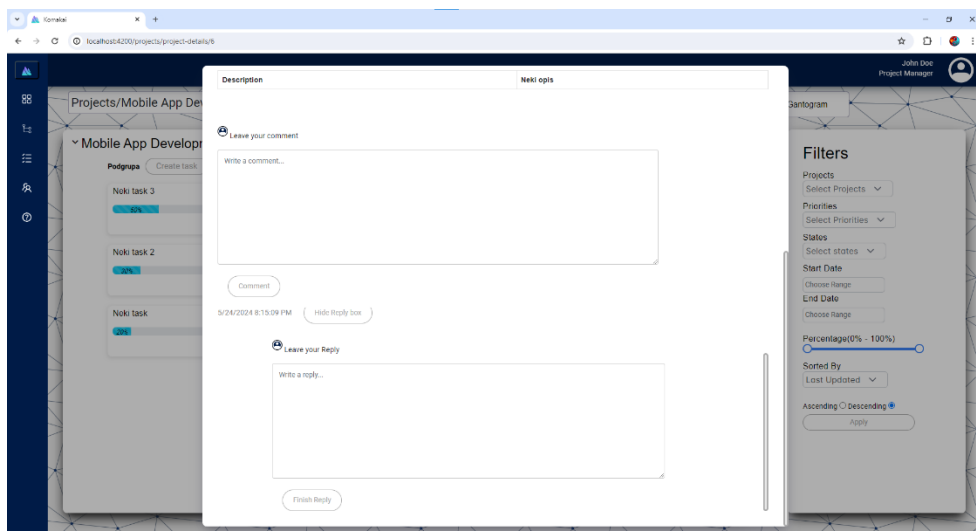 Komakai
localhost:4200/projects/project-details/6
John Doe
Project Manager
Projects/Mobile App Dev
Gantogram
Description Neki opis
Leave your comment
Write a comment...
Comment
5/24/2024 8:15:09 PM Hide Reply box
Leave your Reply
Write a reply...
Finish Reply
Mobile App Develop
Podgrupa Create task
Neki task 3
50%
Neki task 2
30%
Neki task
20%
Filters
Projects
Select Projects
Priorities
Select Priorities
States
Select states
Start Date
Choose Range
End Date
Choose Range
Percentage(0% - 100%)
Sorted By
Last Updated
Ascending Descending
Apply